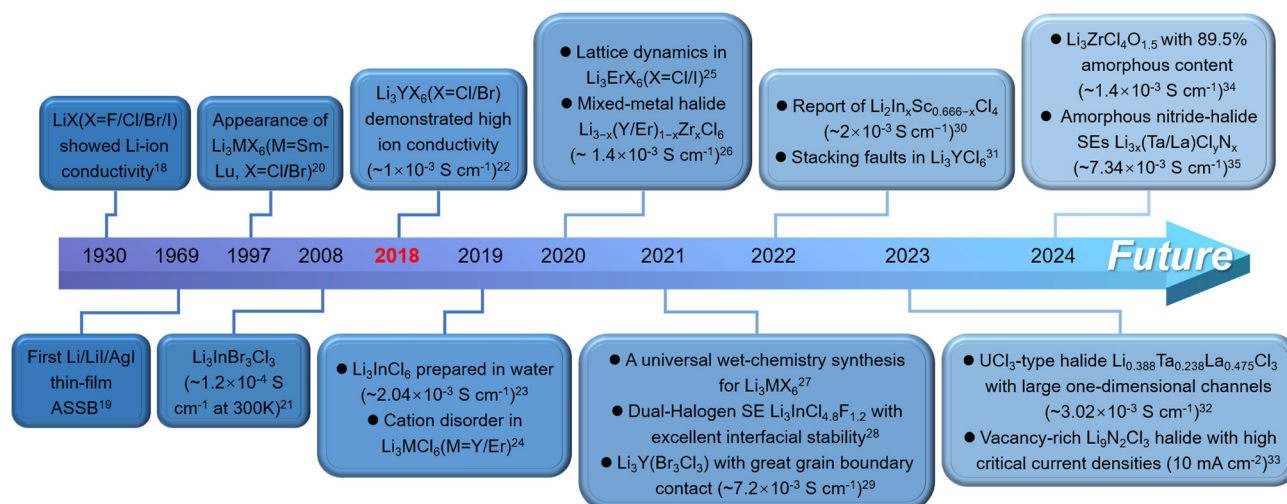 LiX(X=F/Cl/Br/I)
showed Li-ion
conductivity¹⁸
Appearance of
Li₃MX₆(M=Sm-
Lu, X=Cl/Br)²⁰
Li₃YX₆(X=Cl/Br)
demonstrated high
ion conductivity
(~1×10⁻³ S cm⁻¹)²²
● Lattice dynamics in
Li₃ErX₆(X=Cl/I)²⁵
● Mixed-metal halide
Li₃₋ₓ(Y/Er)₁₋ₓZrₓCl₆
(~ 1.4×10⁻³ S cm⁻¹)²⁶
● Report of Li₂InₓSc₀.₆₆₆₋ₓCl₄
(~2×10⁻³ S cm⁻¹)³⁰
● Stacking faults in Li₃YCl₆³¹
● Li₃ZrCl₄O₁.₅ with 89.5%
amorphous content
(~1.4×10⁻³ S cm⁻¹)³⁴
● Amorphous nitride-halide
SEs Li₃ₓ(Ta/La)ClᵧNₓ
(~7.34×10⁻³ S cm⁻¹)³⁵
1930 1969 1997 2008 2018 2019 2020 2021 2022 2023 2024 Future
First Li/LiI/AgI
thin-film
ASSB¹⁹
Li₃InBr₃Cl₃
(~1.2×10⁻⁴ S
cm⁻¹ at 300K)²¹
● Li₃InCl₆ prepared in water
(~2.04×10⁻³ S cm⁻¹)²³
● Cation disorder in
Li₃MCl₆(M=Y/Er)²⁴
● A universal wet-chemistry synthesis
for Li₃MX₆²⁷
● Dual-Halogen SE Li₃InCl₄.₈F₁.₂ with
excellent interfacial stability²⁸
● Li₃Y(Br₃Cl₃) with great grain boundary
contact (~7.2×10⁻³ S cm⁻¹)²⁹
● UCl₃-type halide Li₀.₃₈₈Ta₀.₂₃₈La₀.₄₇₅Cl₃
with large one-dimensional channels
(~3.02×10⁻³ S cm⁻¹)³²
● Vacancy-rich Li₉N₂Cl₃ halide with high
critical current densities (10 mA cm⁻²)³³